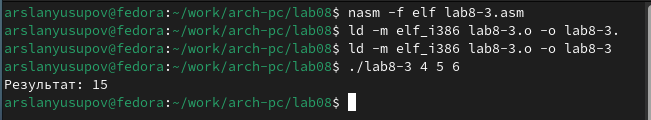 arslanyusupov@fedora:~/work/arch-pc/lab08$ nasm -f elf lab8-3.asm
arslanyusupov@fedora:~/work/arch-pc/lab08$ ld -m elf_i386 lab8-3.o -o lab8-3.
arslanyusupov@fedora:~/work/arch-pc/lab08$ ld -m elf_i386 lab8-3.o -o lab8-3
arslanyusupov@fedora:~/work/arch-pc/lab08$ ./lab8-3 4 5 6
Результат: 15
arslanyusupov@fedora:~/work/arch-pc/lab08$